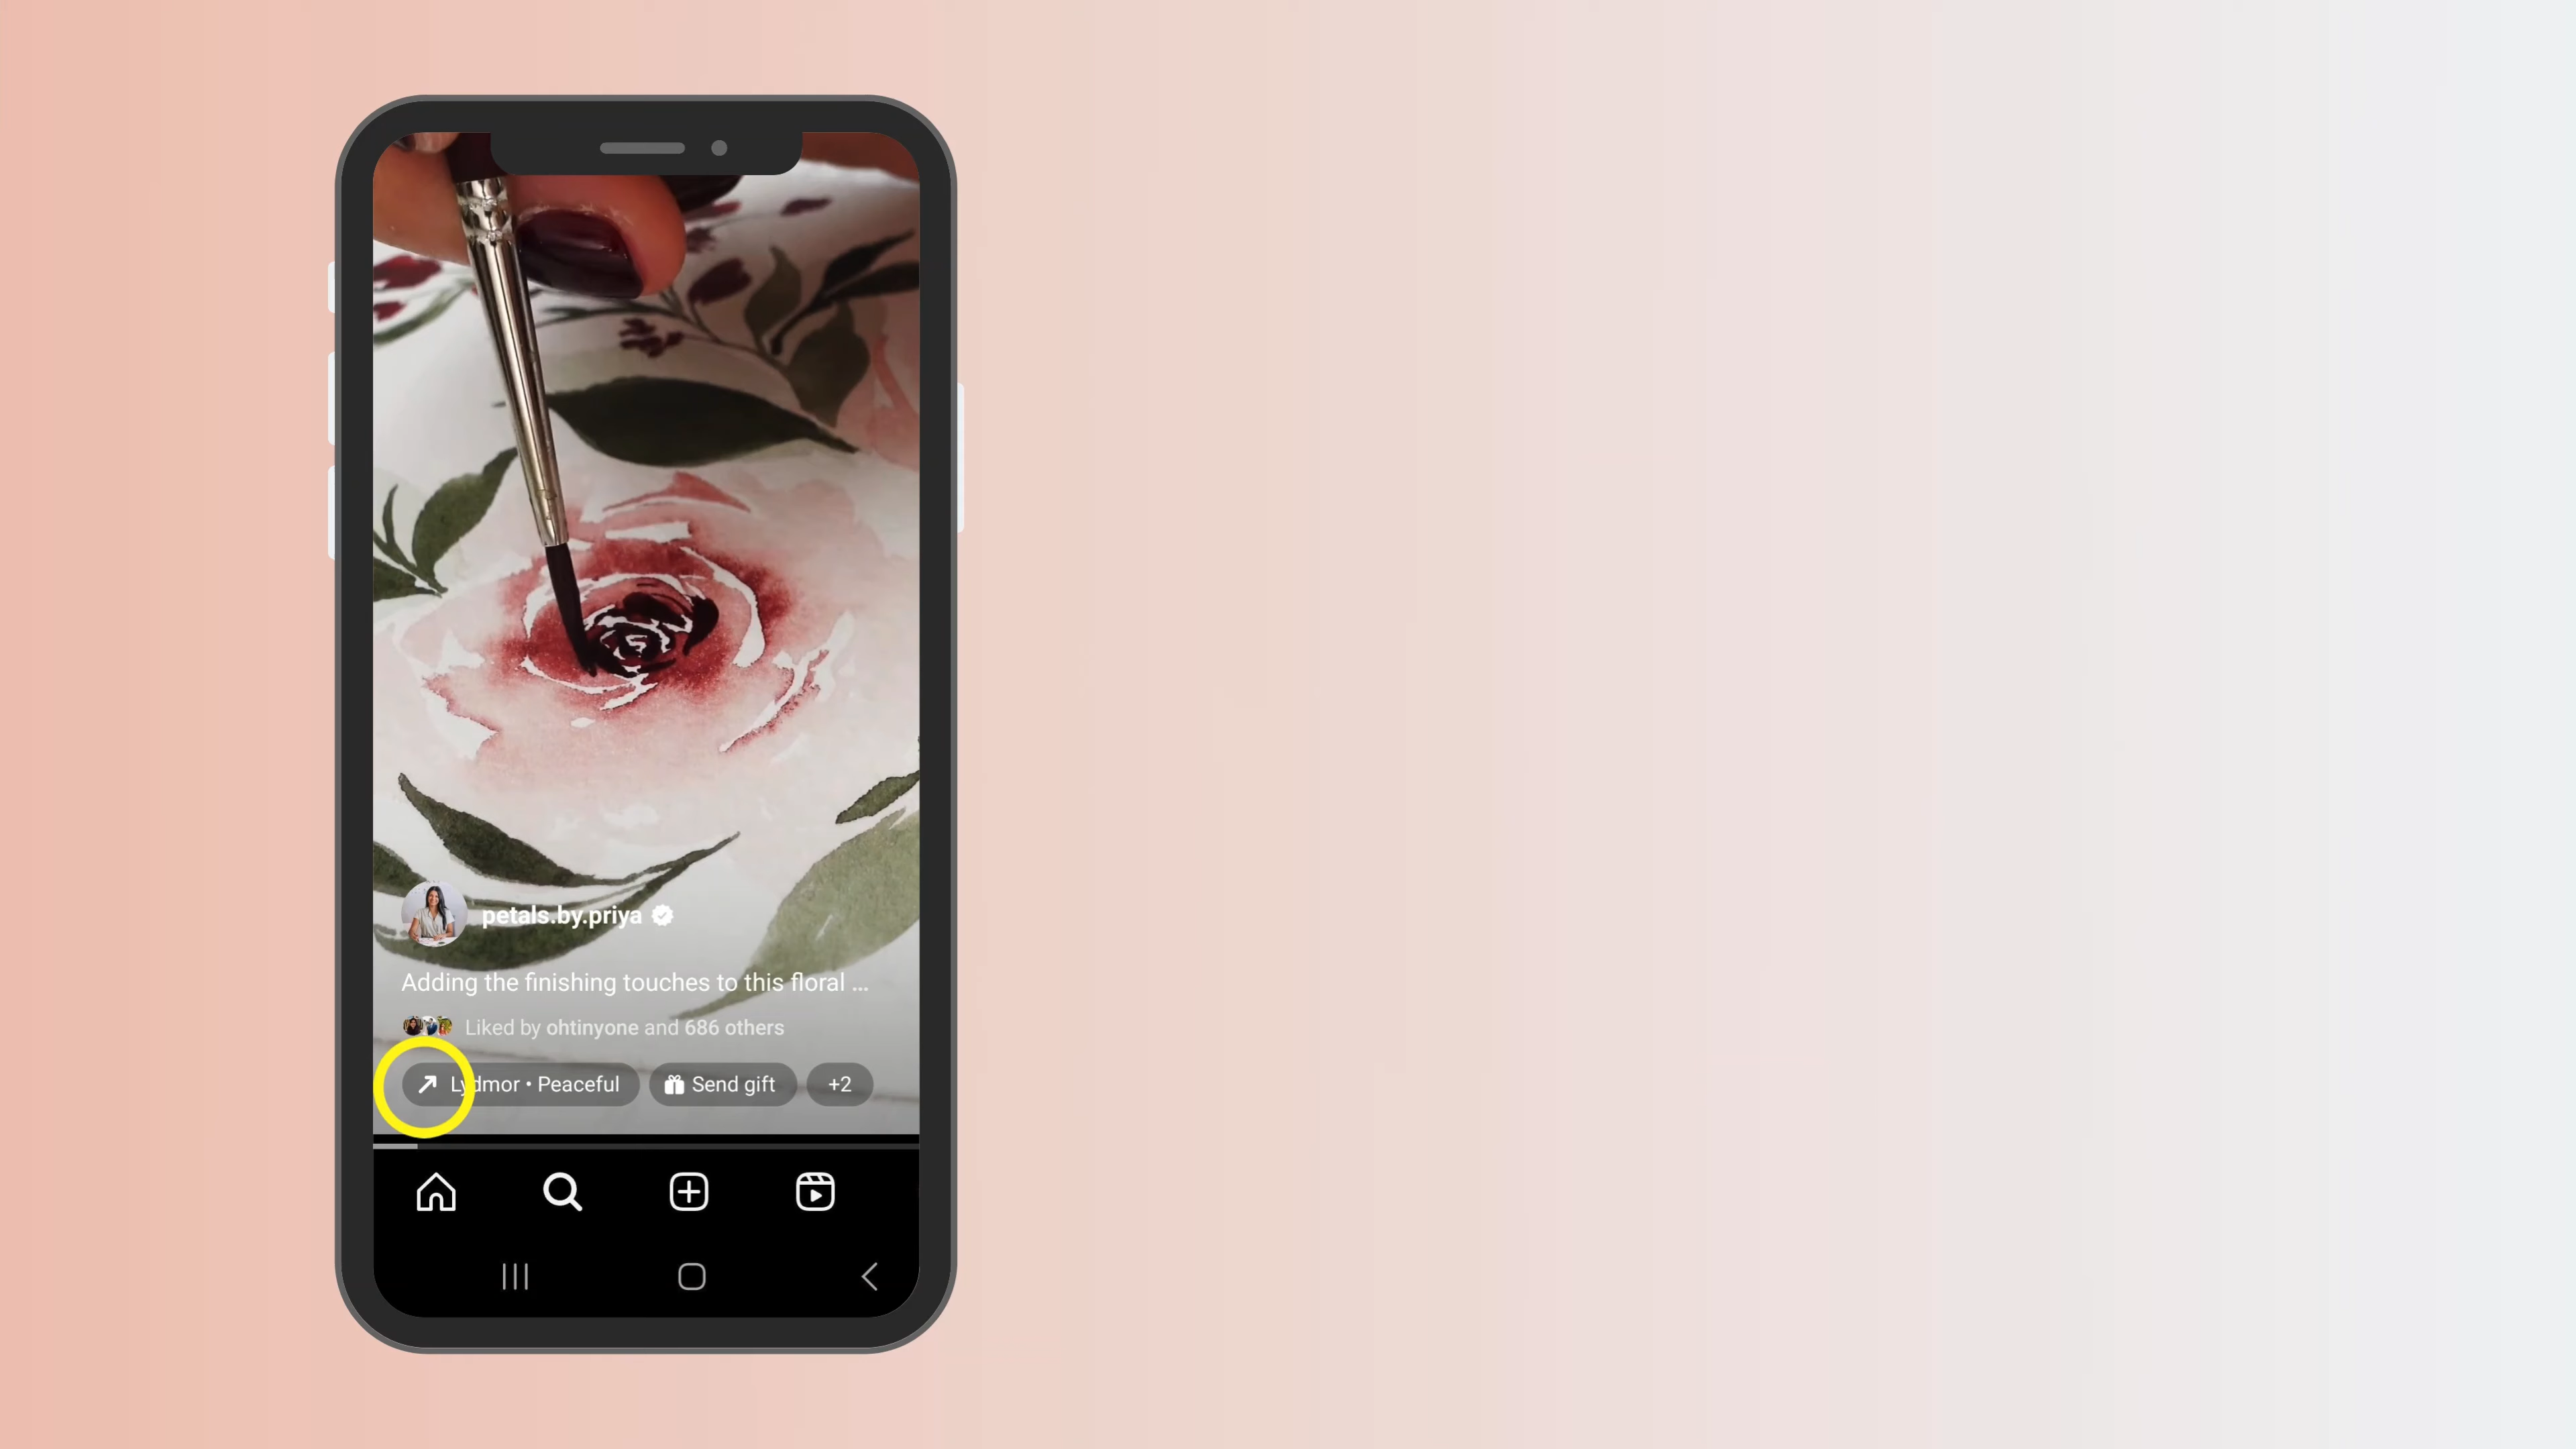 petals.by.priya
Adding the finishing touches to this floral ...
Liked by ohtinyone and 686 others
Lydmor • Peaceful
Send gift
+2